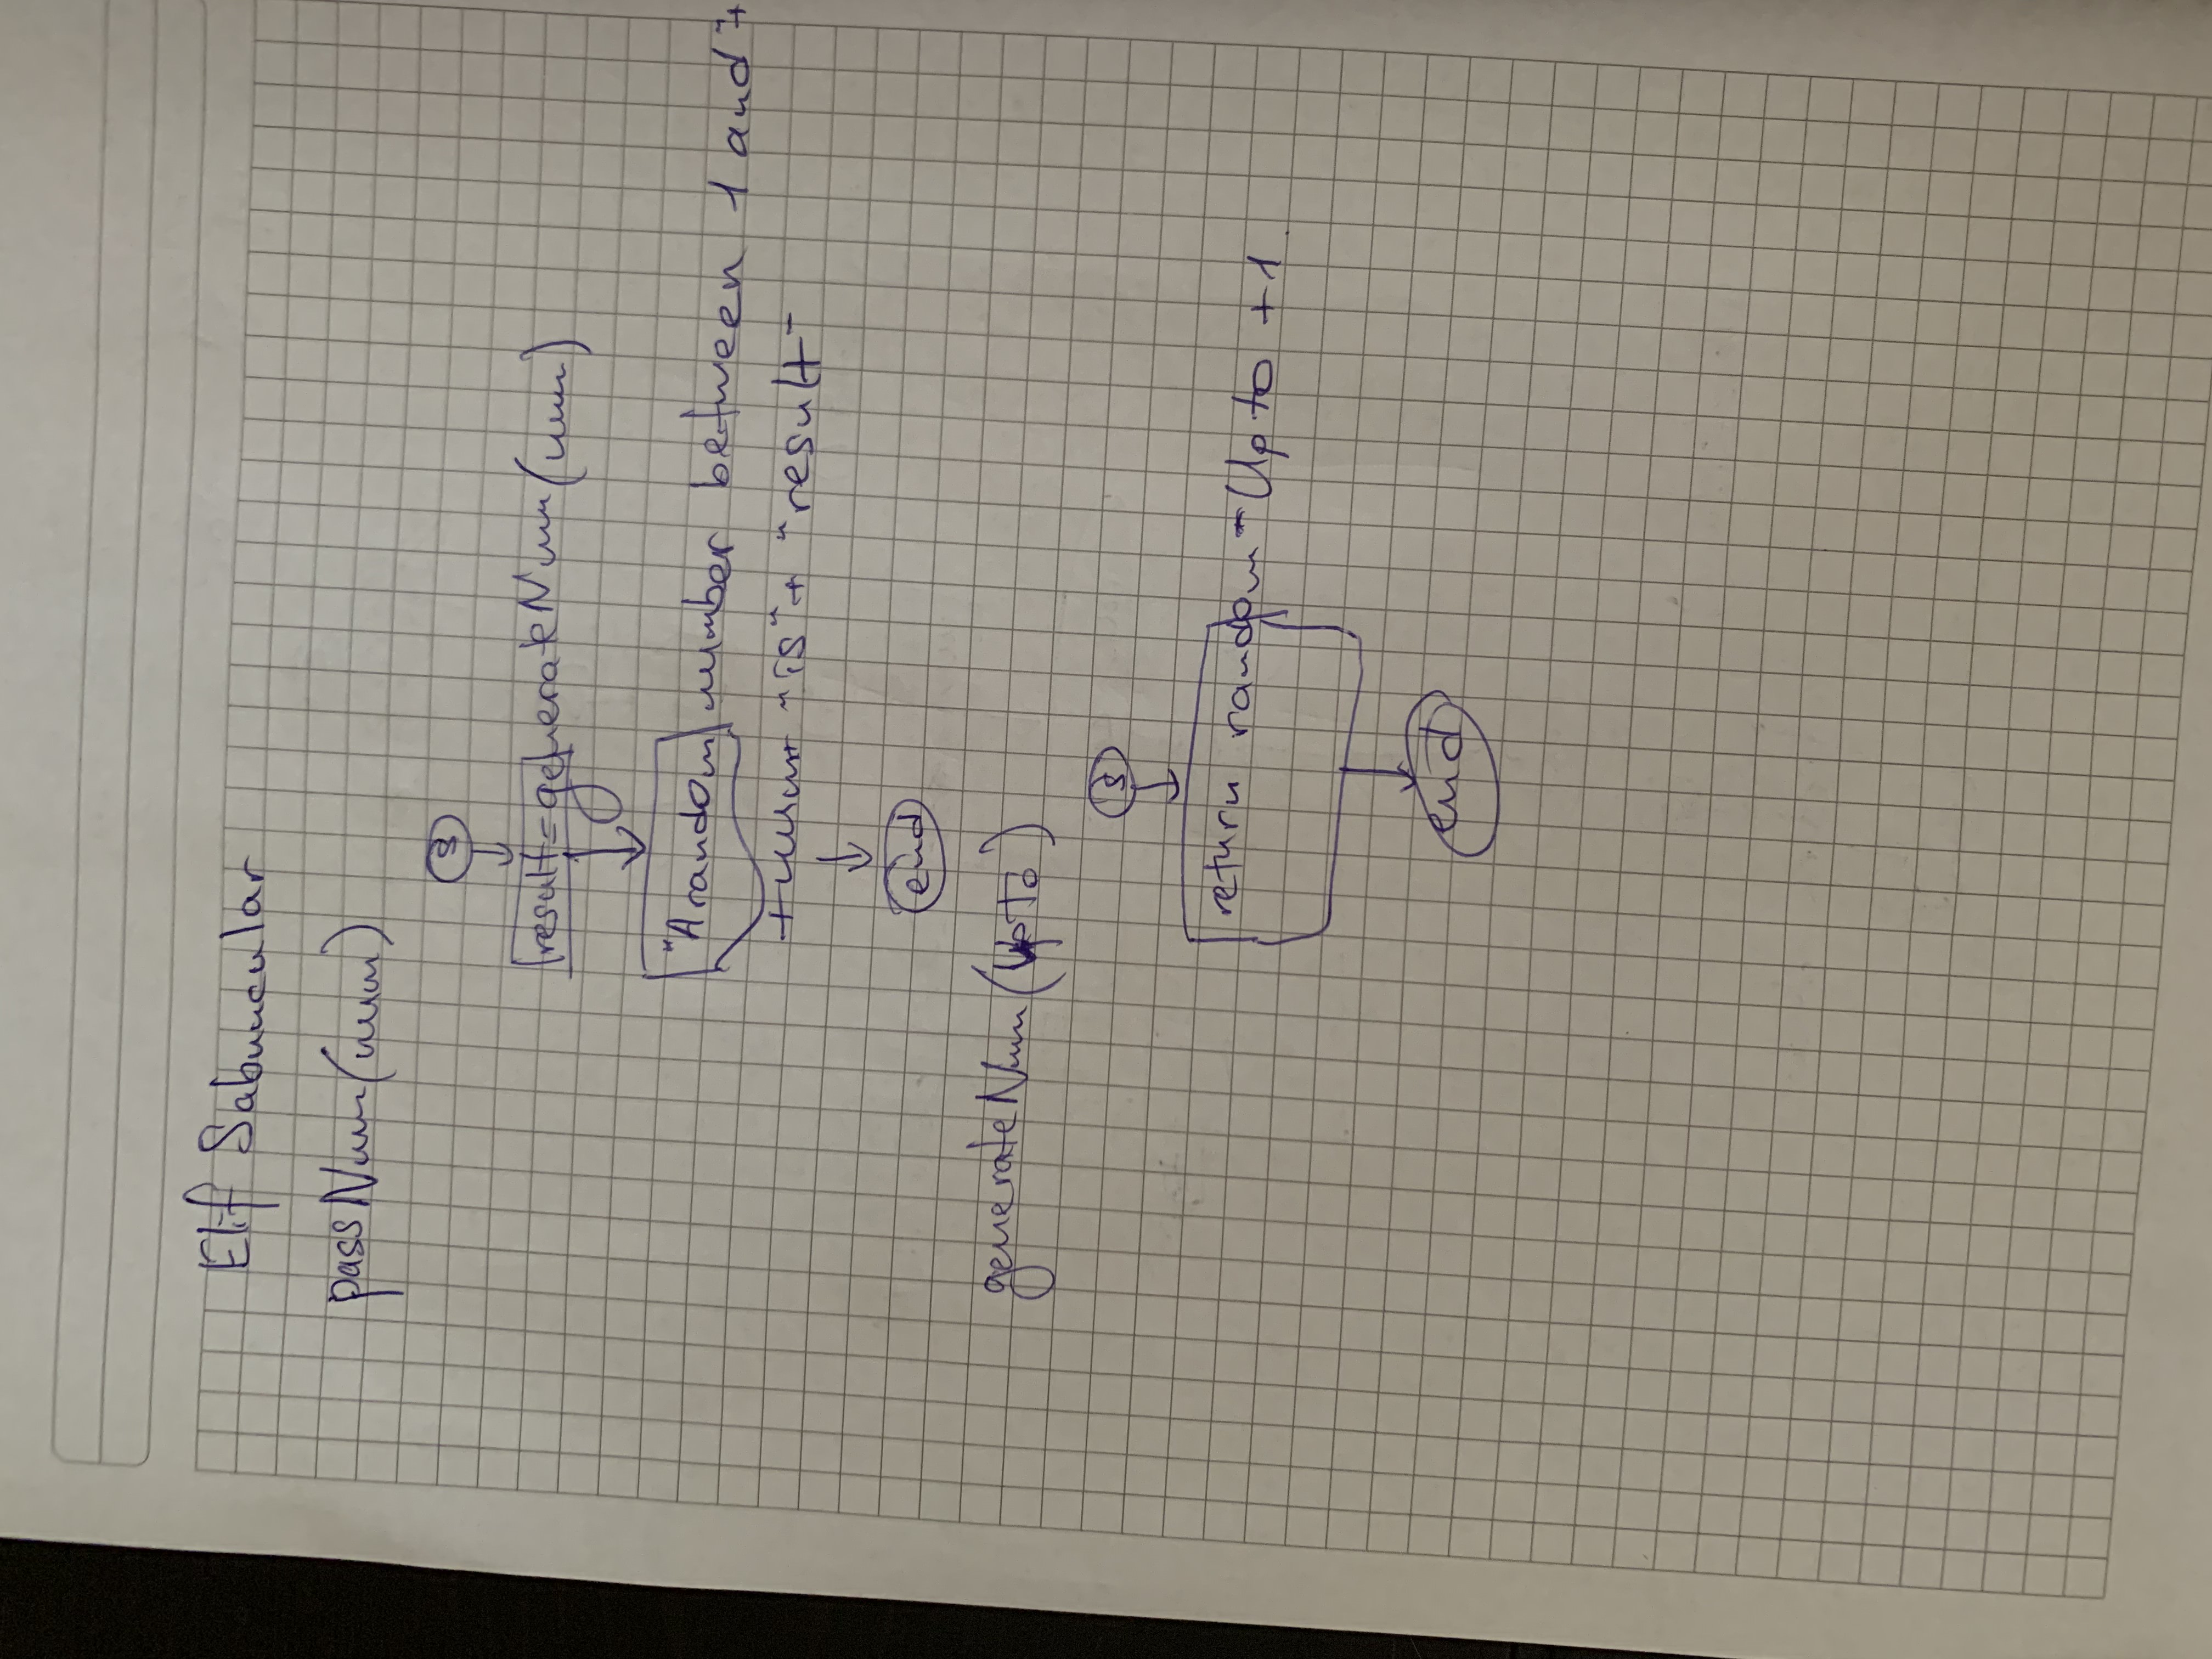 Elif Sabuncular
passNum(num)
S
result=generateNum(num)
"A random number between 1 and"+
+num+ "is"+ "result"
end
generateNum(UpTo)
S
return random*Up to +1.
end